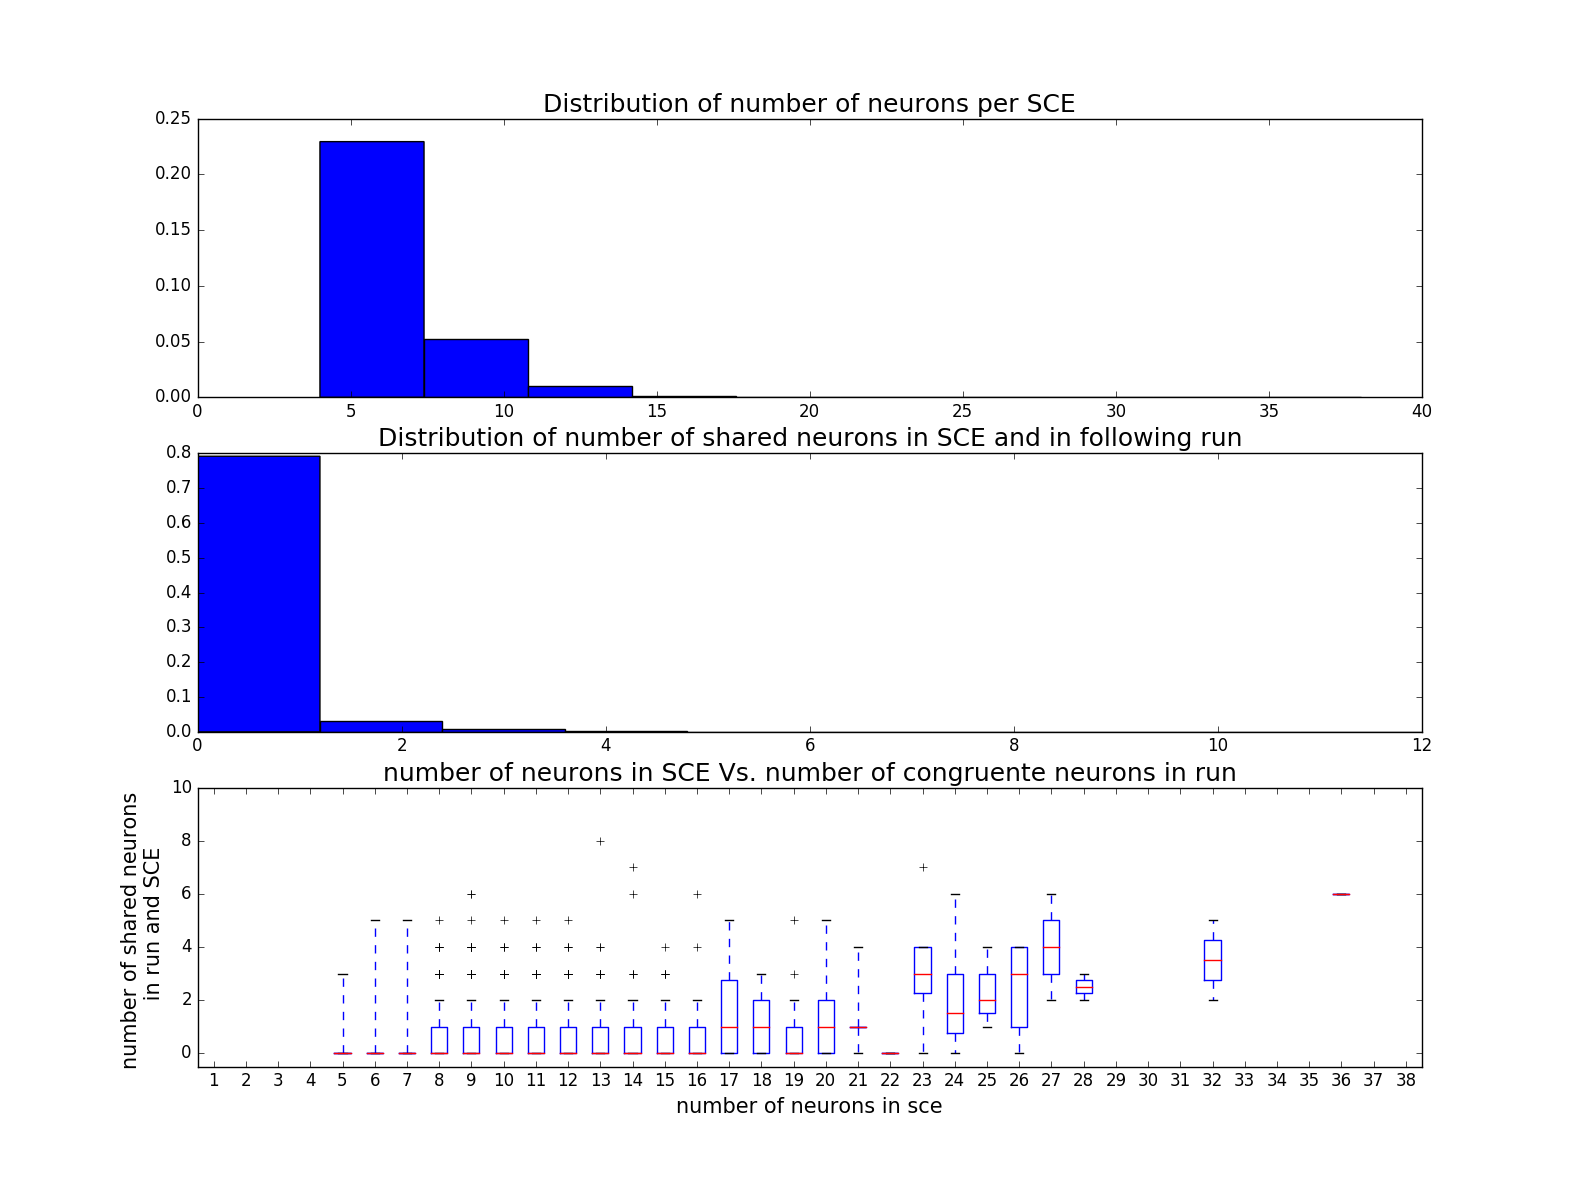 Distribution of number of neurons per SCE
0.25
0.20
0.15
0.10
0.05
0.00
0 5 10 15 20 25 30 35 40
Distribution of number of shared neurons in SCE and in following run
0.8
0.7
0.6
0.5
0.4
0.3
0.2
0.1
0.0
0 2 4 6 8 10 12
number of neurons in SCE Vs. number of congruente neurons in run
number of shared neurons
in run and SCE
10
8
6
4
2
0
1 2 3 4 5 6 7 8 9 10 11 12 13 14 15 16 17 18 19 20 21 22 23 24 25 26 27 28 29 30 31 32 33 34 35 36 37 38
number of neurons in sce